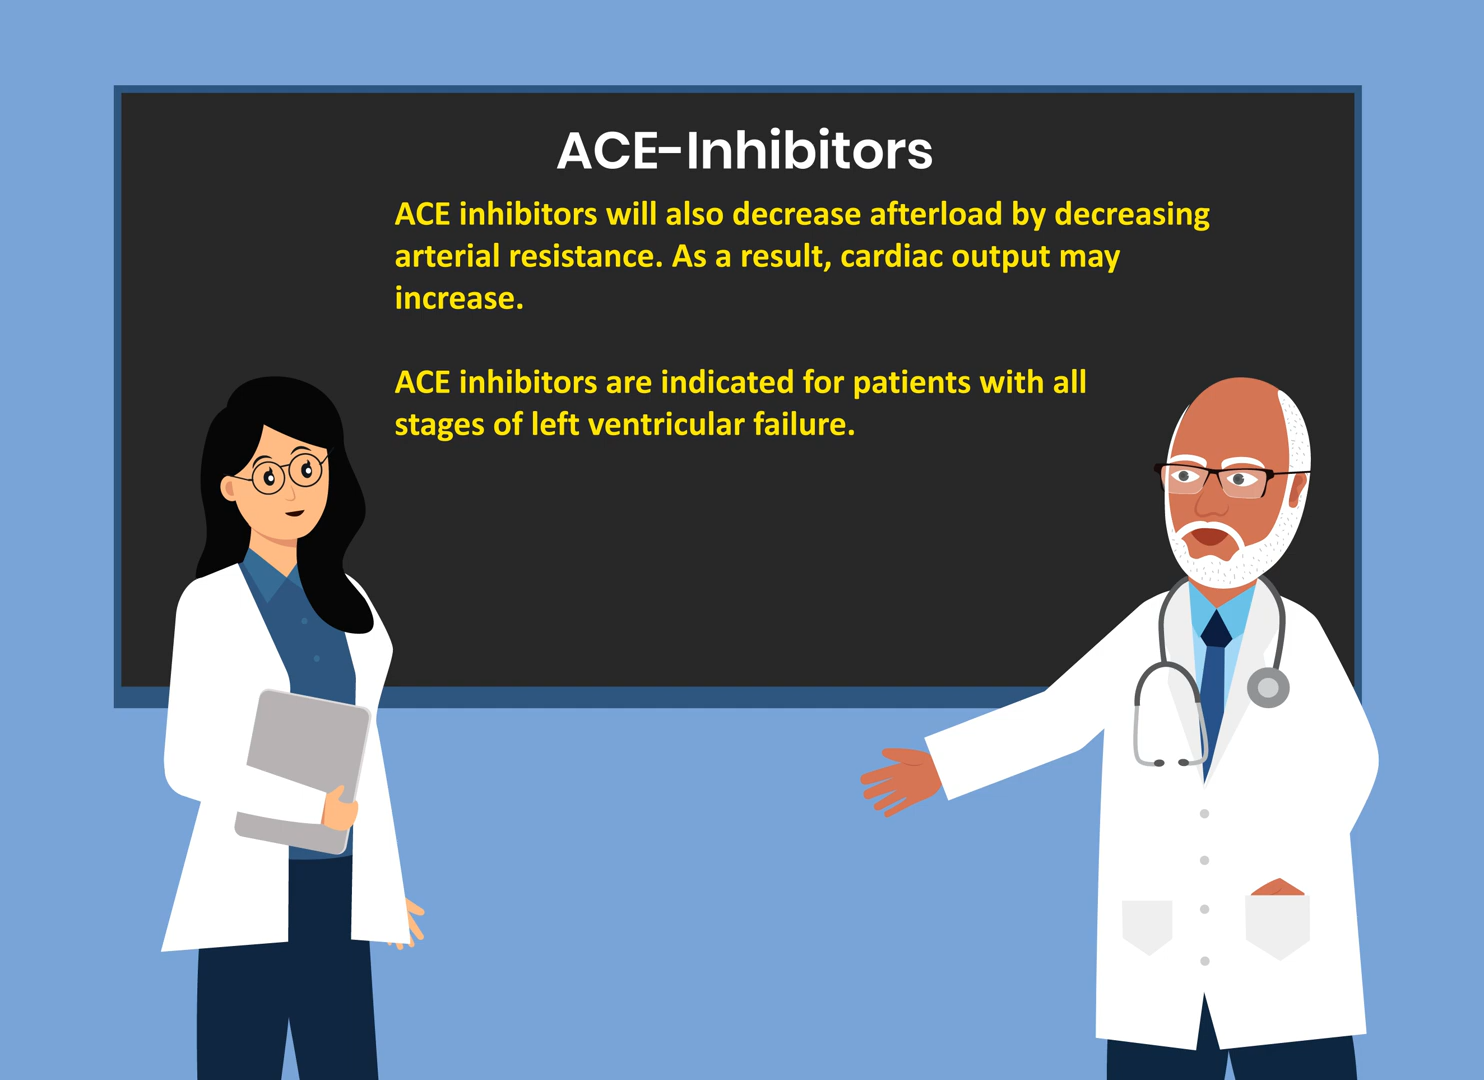 ACE-Inhibitors
ACE inhibitors will also decrease afterload by decreasing
arterial resistance. As a result, cardiac output may
increase.
ACE inhibitors are indicated for patients with all
stages of left ventricular failure.